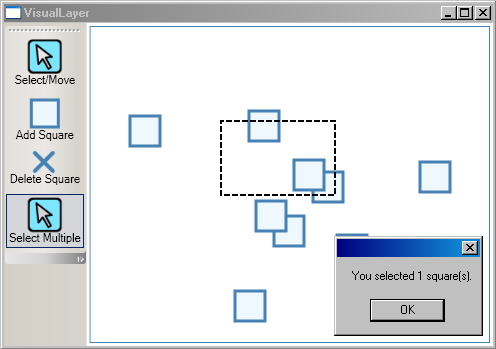 VisualLayer
Select/Move
Add Square
Delete Square
Select Multiple
You selected 1 square(s).
OK